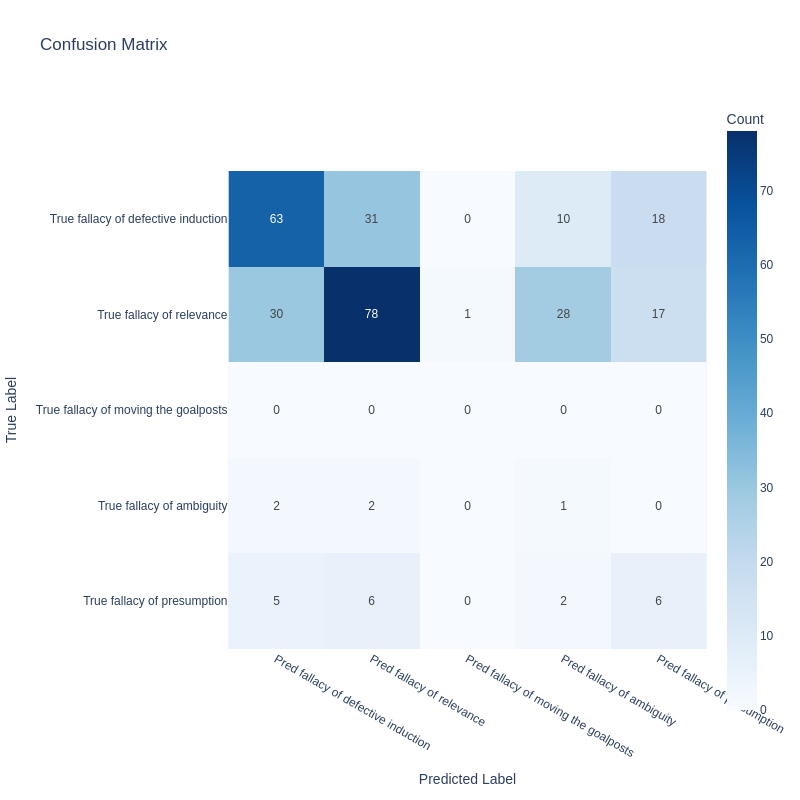 Confusion Matrix
Count
True fallacy of defective induction 63 31 0 10 18
True fallacy of relevance 30 78 1 28 17
True fallacy of moving the goalposts 0 0 0 0 0
True fallacy of ambiguity 2 2 0 1 0
True fallacy of presumption 5 6 0 2 6
70
60
50
40
30
20
10
0
True Label
Pred fallacy of defective induction
Pred fallacy of relevance
Pred fallacy of moving the goalposts
Pred fallacy of ambiguity
Pred fallacy of
Predicted Label